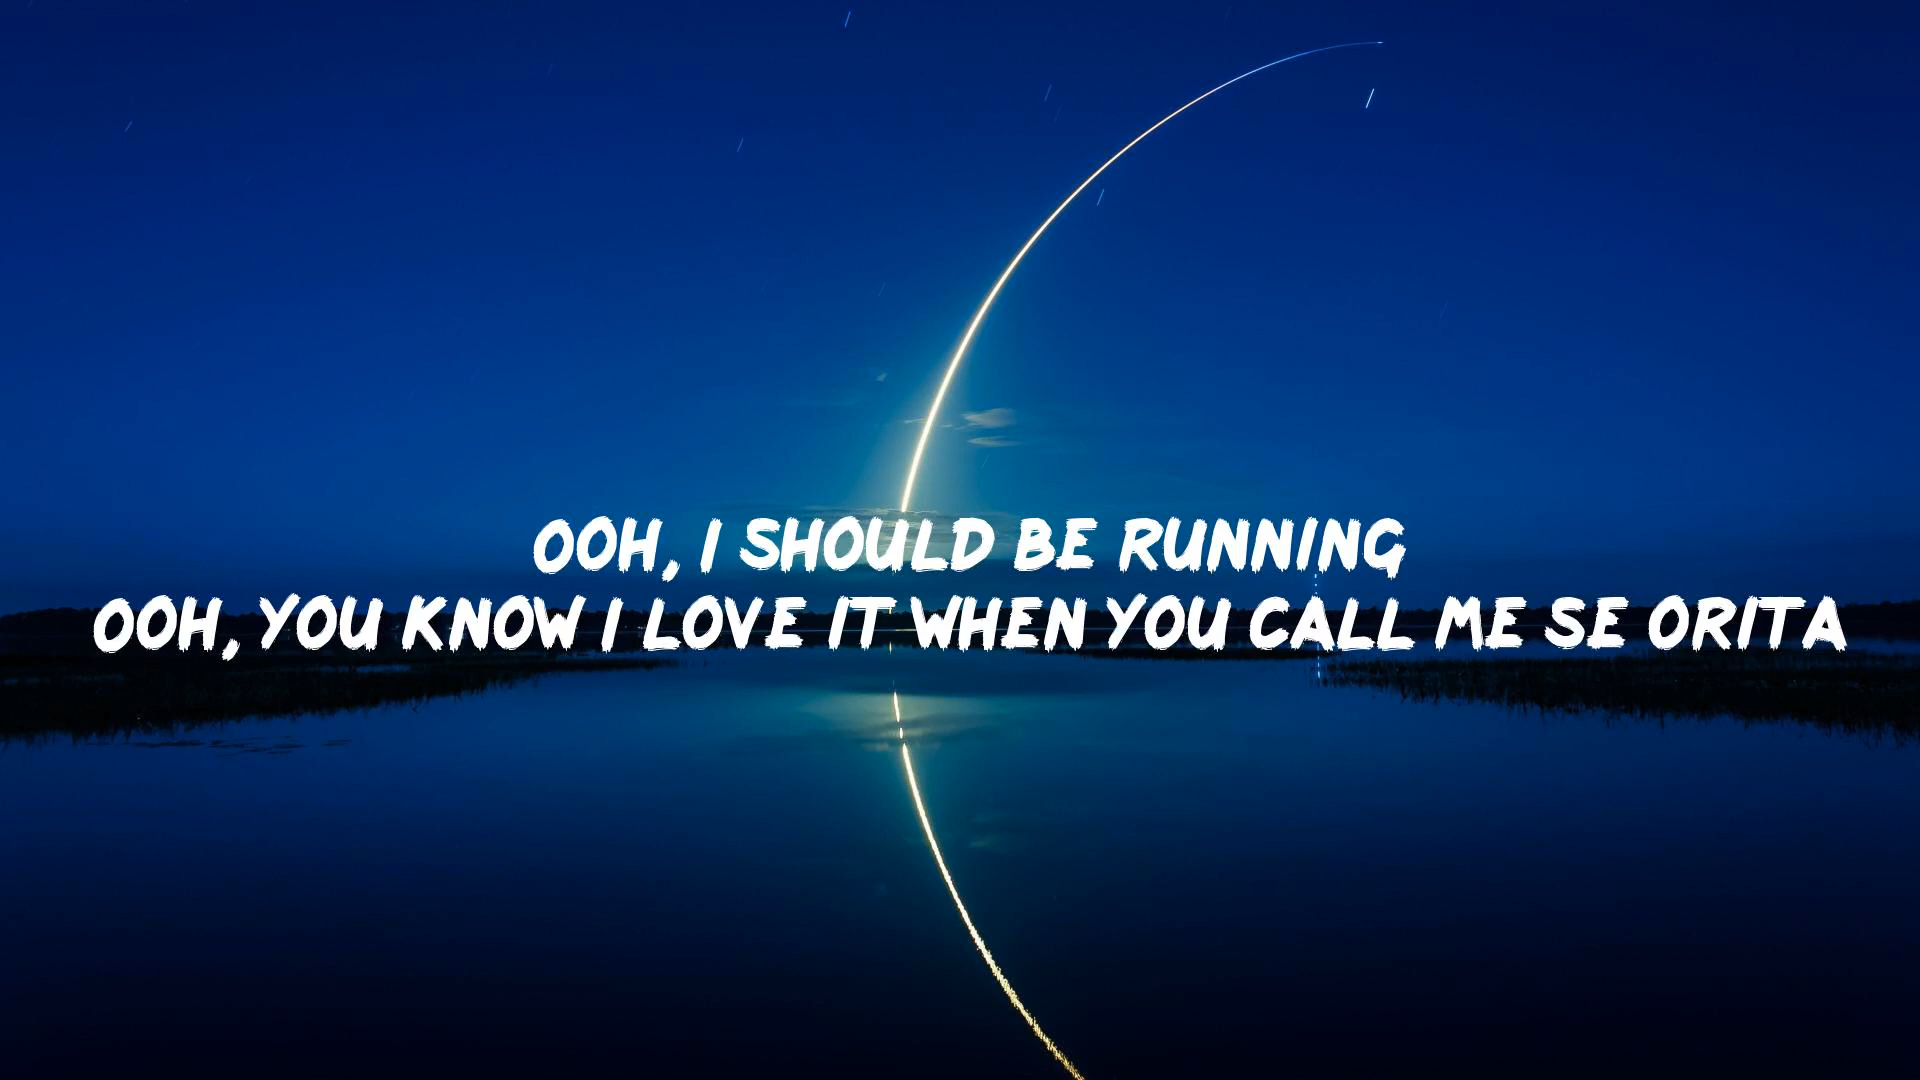 OOH, I SHOULD BE RUNNING
OOH, YOU KNOW I LOVE IT WHEN YOU CALL ME SE ORITA